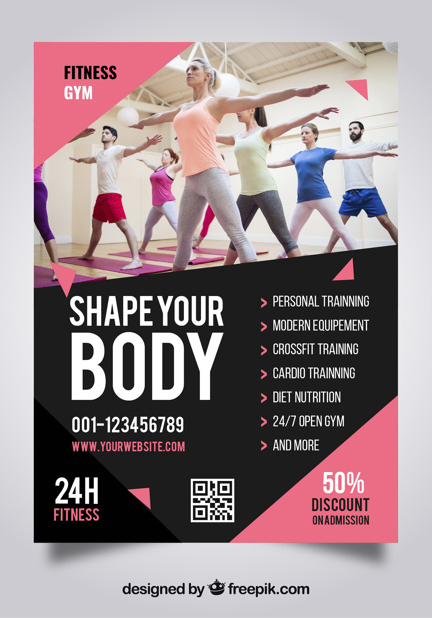 FITNESS
GYM
SHAPE YOUR
BODY
001-123456789
WWW.YOURWEBSITE.COM
> PERSONAL TRAINNING
> MODERN EQUIPEMENT
> CROSSFIT TRAINING
> CARDIO TRAINNING
> DIET NUTRITION
> 24/7 OPEN GYM
> AND MORE
24H
FITNESS
50%
DISCOUNT
ON ADMISSION
designed by freepik.com